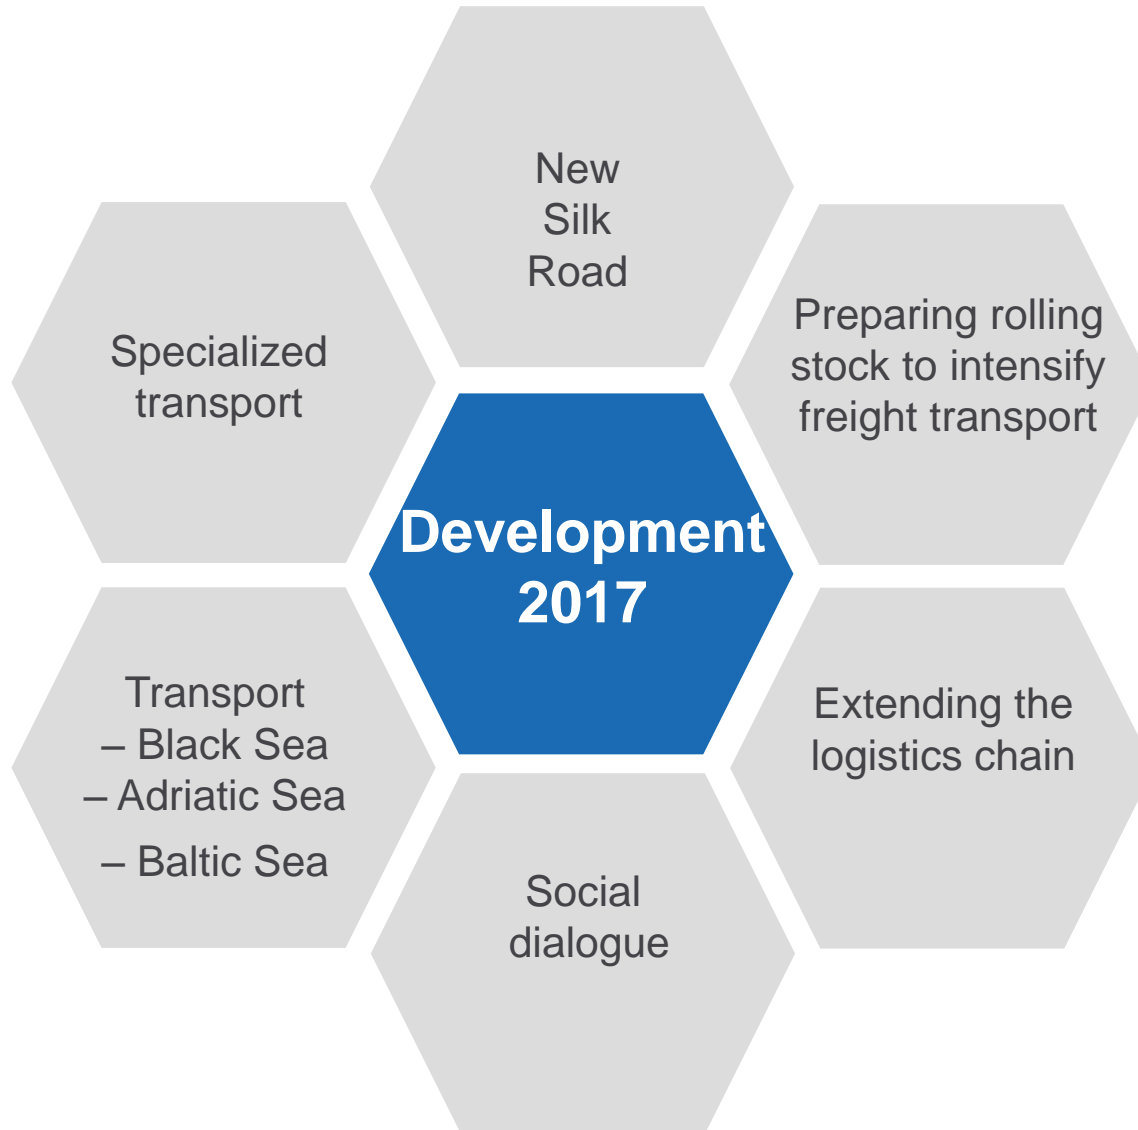 New
Silk
Road
Specialized
transport
Preparing rolling
stock to intensify
freight transport
Development
2017
Transport
– Black Sea
– Adriatic Sea
– Baltic Sea
Extending the
logistics chain
Social
dialogue